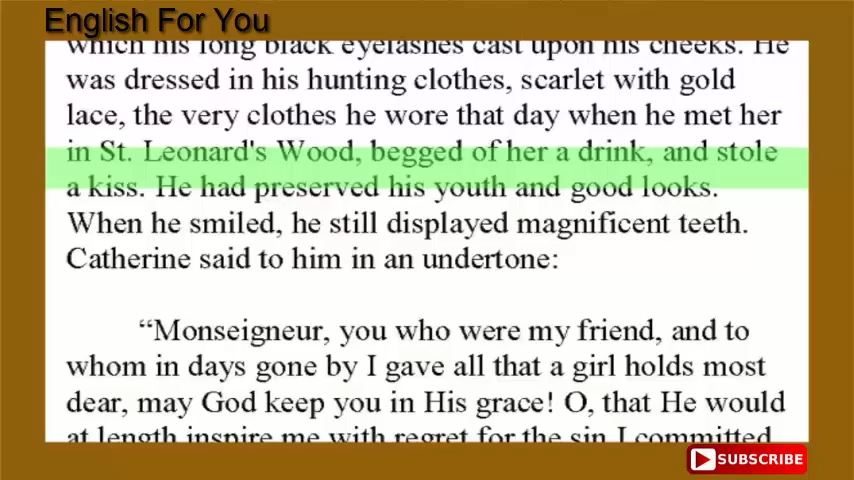 English For You
which his long black eyelashes cast upon his cheeks. He
was dressed in his hunting clothes, scarlet with gold
lace, the very clothes he wore that day when he met her
in St. Leonard's Wood, begged of her a drink, and stole
a kiss. He had preserved his youth and good looks.
When he smiled, he still displayed magnificent teeth.
Catherine said to him in an undertone:
“Monseigneur, you who were my friend, and to
whom in days gone by I gave all that a girl holds most
dear, may God keep you in His grace! O, that He would
at length inspire me with regret for the sin I committed
SUBSCRIBE